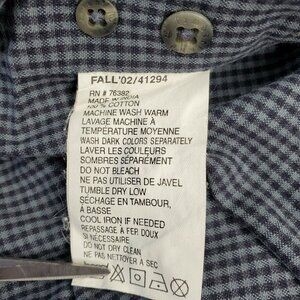 FALL'02/41294
RN # 76382
MADE IN INDIA
100% COTTON
MACHINE WASH WARM
LAVAGE MACHINE À
TEMPÉRATURE MOYENNE
WASH DARK COLORS SEPARATELY
LAVER LES COULEURS
SOMBRES SÉPARÉMENT
DO NOT BLEACH
NE PAS UTILISER DE JAVEL
TUMBLE DRY LOW
SÉCHAGE EN TAMBOUR,
A BASSE
COOL IRON IF NEEDED
REPASSAGE À FER DOUX
SI NÉCESSAIRE
DO NOT DRY CLEAN
NE PAS NETTOYER A SEC